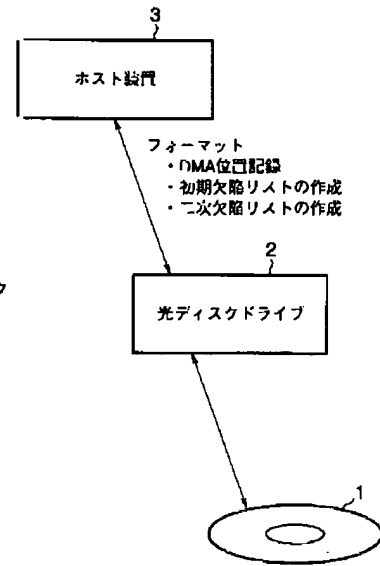 3
ホスト装置
フォーマット
・DMA位置記録
・初期欠陥リストの作成
・二次欠陥リストの作成
2
ク
光ディスクドライブ
1